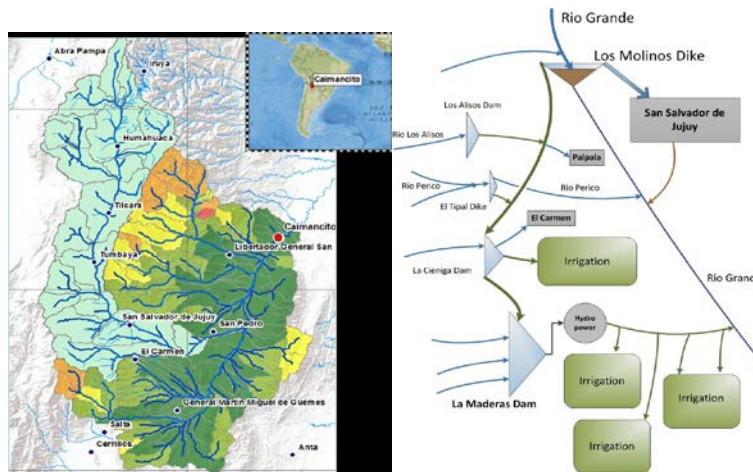 Abra Pampa
Iruya
Caimancito
Humahuaca
Tilcara
Caimancito
Libertador General San
Tumbaya
San Salvador de Jujuy
San Pedro
El Carmen
General Martin Miguel de Guemes
Salta
Cerrillos
Anta
Rio Grande
Los Molinos Dike
Los Alisos Dam
San Salvador de
Jujuy
Rio Los Alisos
Palpala
Rio Perico
Rio Perico
El Tipal Dike
El Carmen
La Cieniga Dam
Irrigation
Rio Grande
Hydro
power
Irrigation
Irrigation
La Maderas Dam
Irrigation